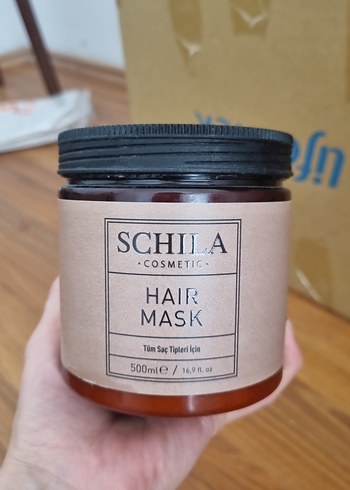 SCHILA
·COSMETIC·
HAIR
MASK
Tüm Saç Tipleri İçin
500ml℮ / 16,9 fl. oz